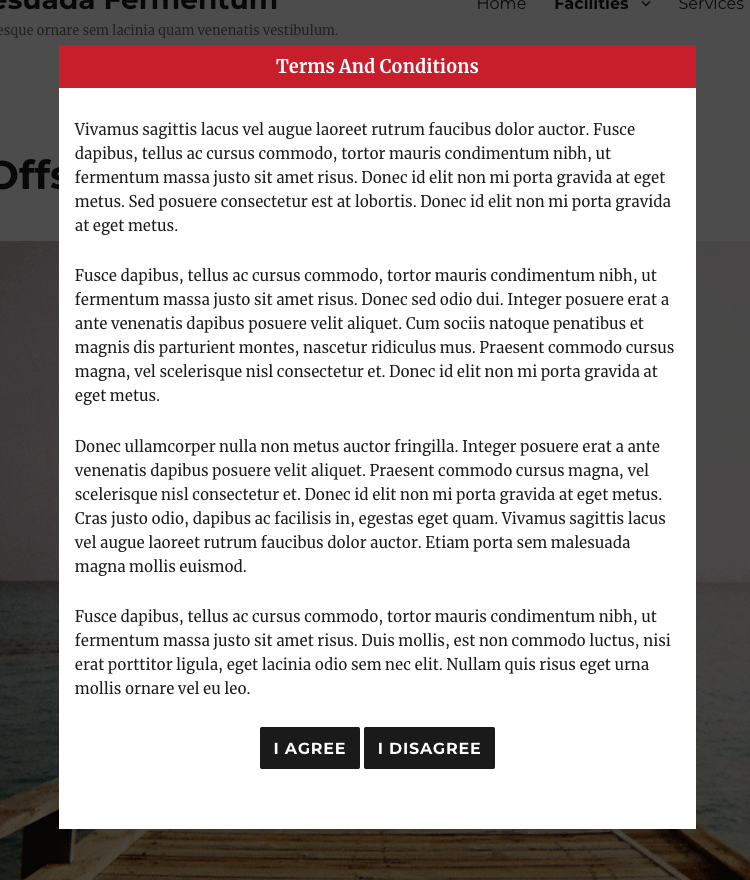 Fermentum
Home Facilities Services
esque ornare sem lacinia quam venenatis vestibulum.
Terms And Conditions
Vivamus sagittis lacus vel augue laoreet rutrum faucibus dolor auctor. Fusce
dapibus, tellus ac cursus commodo, tortor mauris condimentum nibh, ut
fermentum massa justo sit amet risus. Donec id elit non mi porta gravida at eget
metus. Sed posuere consectetur est at lobortis. Donec id elit non mi porta gravida
at eget metus.
Fusce dapibus, tellus ac cursus commodo, tortor mauris condimentum nibh, ut
fermentum massa justo sit amet risus. Donec sed odio dui. Integer posuere erat a
ante venenatis dapibus posuere velit aliquet. Cum sociis natoque penatibus et
magnis dis parturient montes, nascetur ridiculus mus. Praesent commodo cursus
magna, vel scelerisque nisl consectetur et. Donec id elit non mi porta gravida at
eget metus.
Donec ullamcorper nulla non metus auctor fringilla. Integer posuere erat a ante
venenatis dapibus posuere velit aliquet. Praesent commodo cursus magna, vel
scelerisque nisl consectetur et. Donec id elit non mi porta gravida at eget metus.
Cras justo odio, dapibus ac facilisis in, egestas eget quam. Vivamus sagittis lacus
vel augue laoreet rutrum faucibus dolor auctor. Etiam porta sem malesuada
magna mollis euismod.
Fusce dapibus, tellus ac cursus commodo, tortor mauris condimentum nibh, ut
fermentum massa justo sit amet risus. Duis mollis, est non commodo luctus, nisi
erat porttitor ligula, eget lacinia odio sem nec elit. Nullam quis risus eget urna
mollis ornare vel eu leo.
I AGREE I DISAGREE